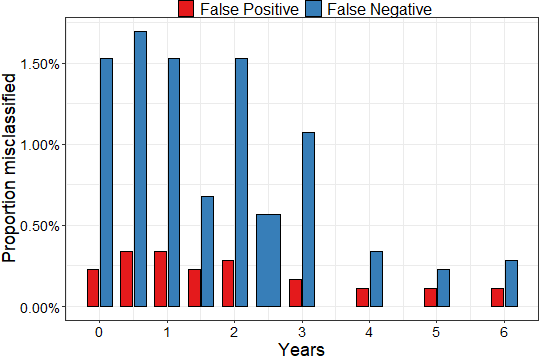 False Positive False Negative
Proportion misclassified
1.50%
1.00%
0.50%
0.00%
0 1 2 3 4 5 6
Years